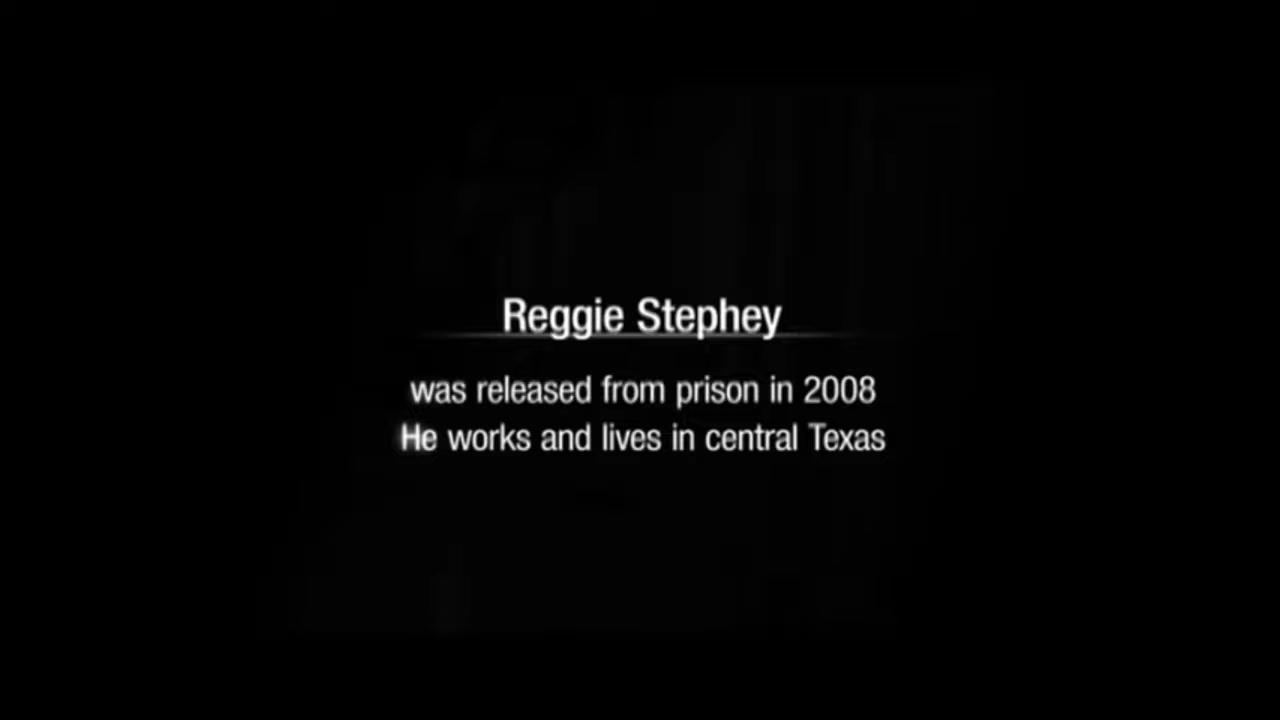 Reggie Stephey
was released from prison in 2008
He works and lives in central Texas